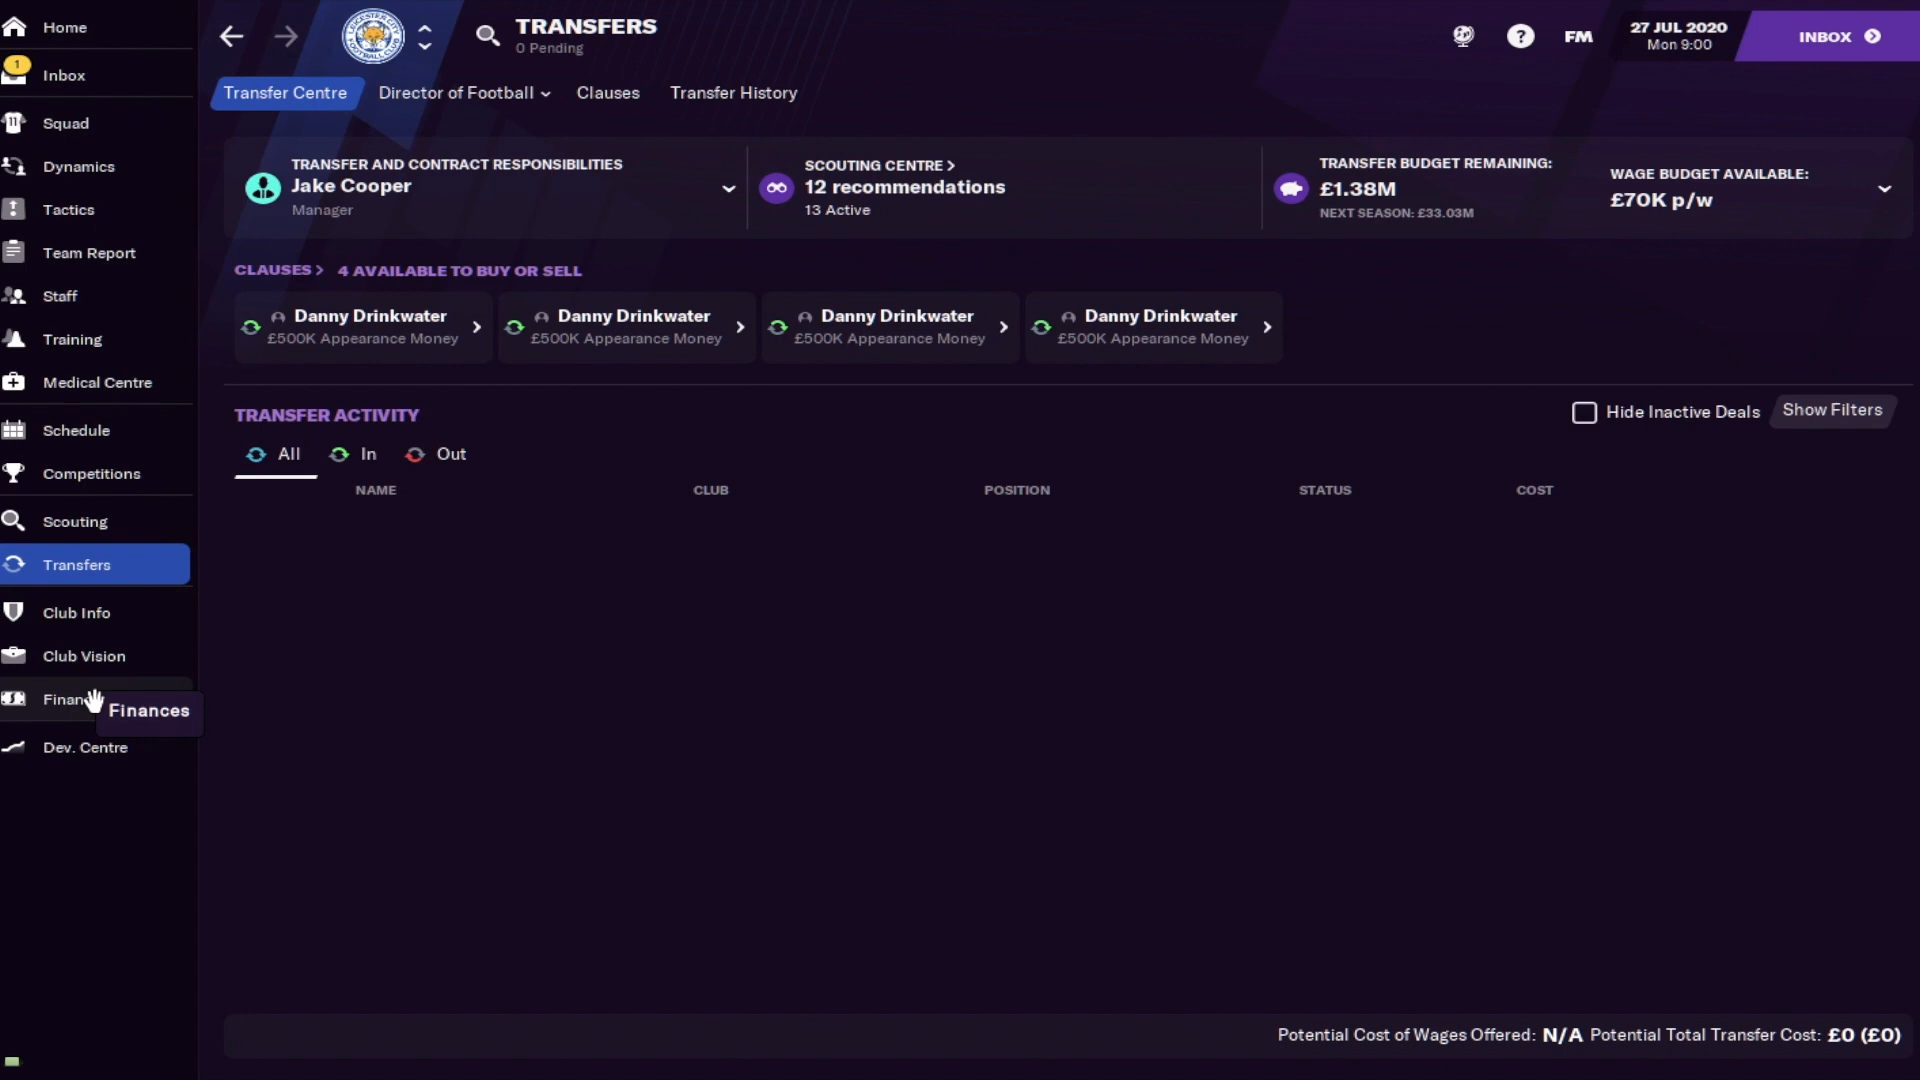 Home
1
Inbox
Squad
Dynamics
Tactics
Team Report
Staff
Training
Medical Centre
Schedule
Competitions
Scouting
Transfers
Club Info
Club Vision
Finan
Finances
Dev. Centre
TRANSFERS
0 Pending
FM
27 JUL 2020
Mon 9:00
INBOX
Transfer Centre
Director of Football
Clauses
Transfer History
TRANSFER AND CONTRACT RESPONSIBILITIES
Jake Cooper
Manager
SCOUTING CENTRE >
12 recommendations
13 Active
TRANSFER BUDGET REMAINING:
£1.38M
NEXT SEASON: £33.03M
WAGE BUDGET AVAILABLE:
£70K p/w
CLAUSES > 4 AVAILABLE TO BUY OR SELL
Danny Drinkwater
£500K Appearance Money
Danny Drinkwater
£500K Appearance Money
Danny Drinkwater
£500K Appearance Money
Danny Drinkwater
£500K Appearance Money
TRANSFER ACTIVITY
Hide Inactive Deals
Show Filters
All
In
Out
NAME CLUB POSITION STATUS COST
Potential Cost of Wages Offered: N/A Potential Total Transfer Cost: £0 (£0)